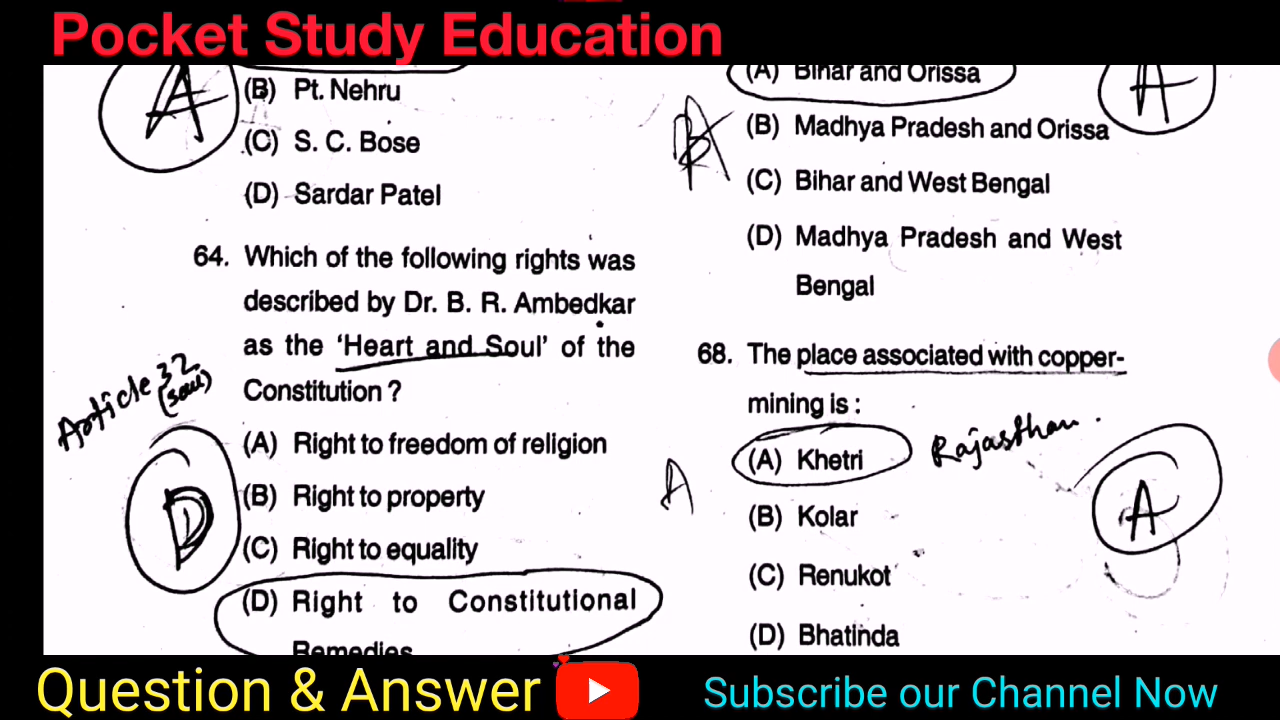 Pocket Study Education
A
(B) Pt. Nehru
(C) S. C. Bose
(D) Sardar Patel
64. Which of the following rights was
described by Dr. B. R. Ambedkar
as the ‘Heart and Soul’ of the
Constitution ?
Article 32
(soul)
(A) Right to freedom of religion
(B) Right to property
(C) Right to equality
D
(D) Right to Constitutional
Remedies
(A) Bihar and Orissa
A
(B) Madhya Pradesh and Orissa
(C) Bihar and West Bengal
(D) Madhya Pradesh and West
Bengal
68. The place associated with copper-
mining is :
(A) Khetri
Rajasthan.
A
A
(B) Kolar
(C) Renukot
(D) Bhatinda
Question & Answer
Subscribe our Channel Now